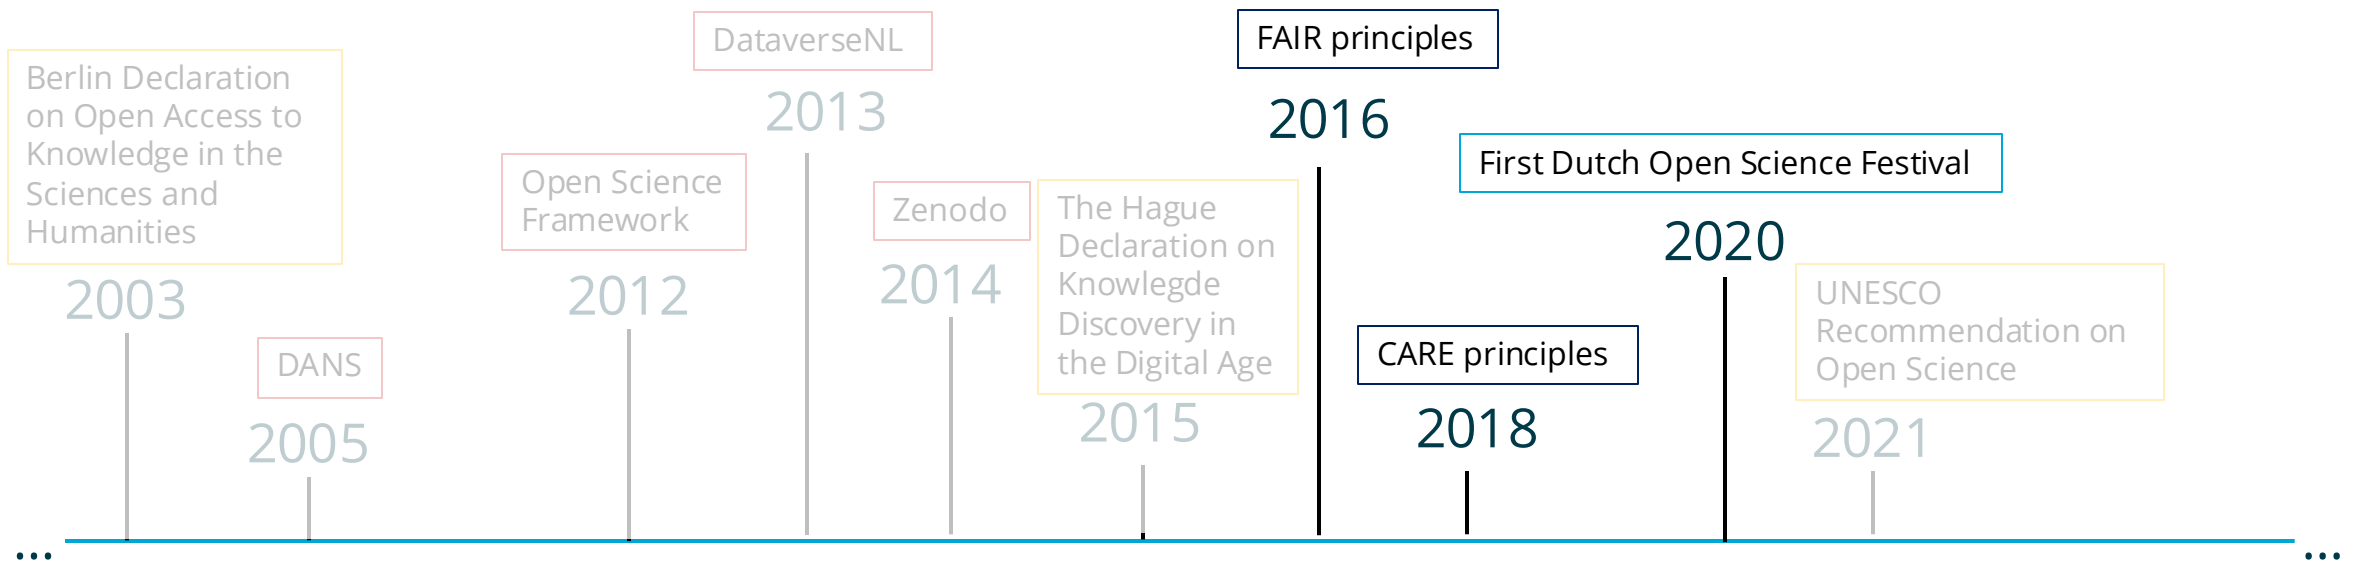 Berlin Declaration
on Open Access to
Knowledge in the
Sciences and
Humanities
2003
DANS
2005
Open Science
Framework
2012
DataverseNL
2013
Zenodo
2014
The Hague
Declaration on
Knowlegde
Discovery in
the Digital Age
2015
FAIR principles
2016
CARE principles
2018
First Dutch Open Science Festival
2020
UNESCO
Recommendation on
Open Science
2021
...
...